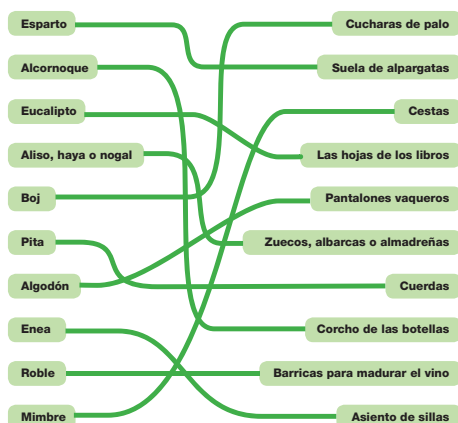 Esparto
Cucharas de palo
Alcornoque
Suela de alpargatas
Eucalipto
Cestas
Aliso, haya o nogal
Las hojas de los libros
Boj
Pantalones vaqueros
Pita
Zuecos, albarcas o almadreñas
Algodón
Cuerdas
Enea
Corcho de las botellas
Roble
Barricas para madurar el vino
Mimbre
Asiento de sillas